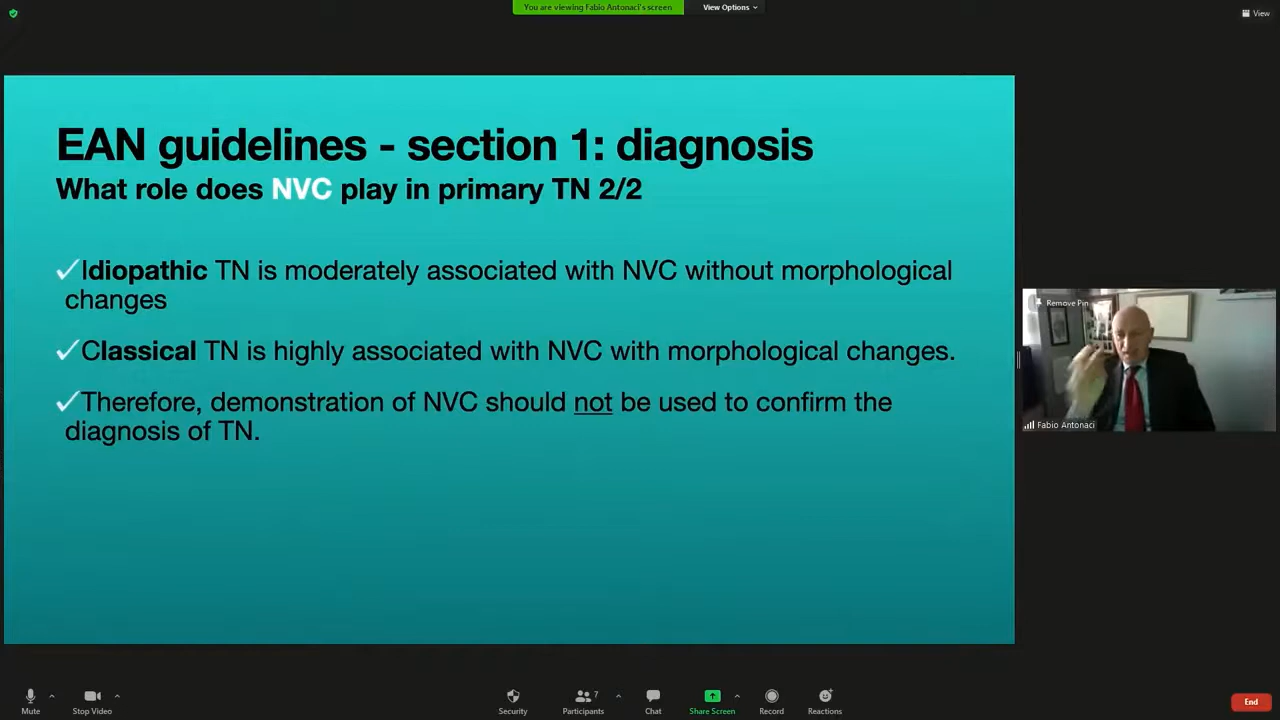 You are viewing Fabio Antonaci's screen
View Options
View
EAN guidelines - section 1: diagnosis
What role does NVC play in primary TN 2/2
✓Idiopathic TN is moderately associated with NVC without morphological
changes
✓Classical TN is highly associated with NVC with morphological changes.
✓Therefore, demonstration of NVC should not be used to confirm the
diagnosis of TN.
Remove Pin
Fabio Antonaci
Mute
Stop Video
Security
Participants
7
Chat
Share Screen
Record
Reactions
End